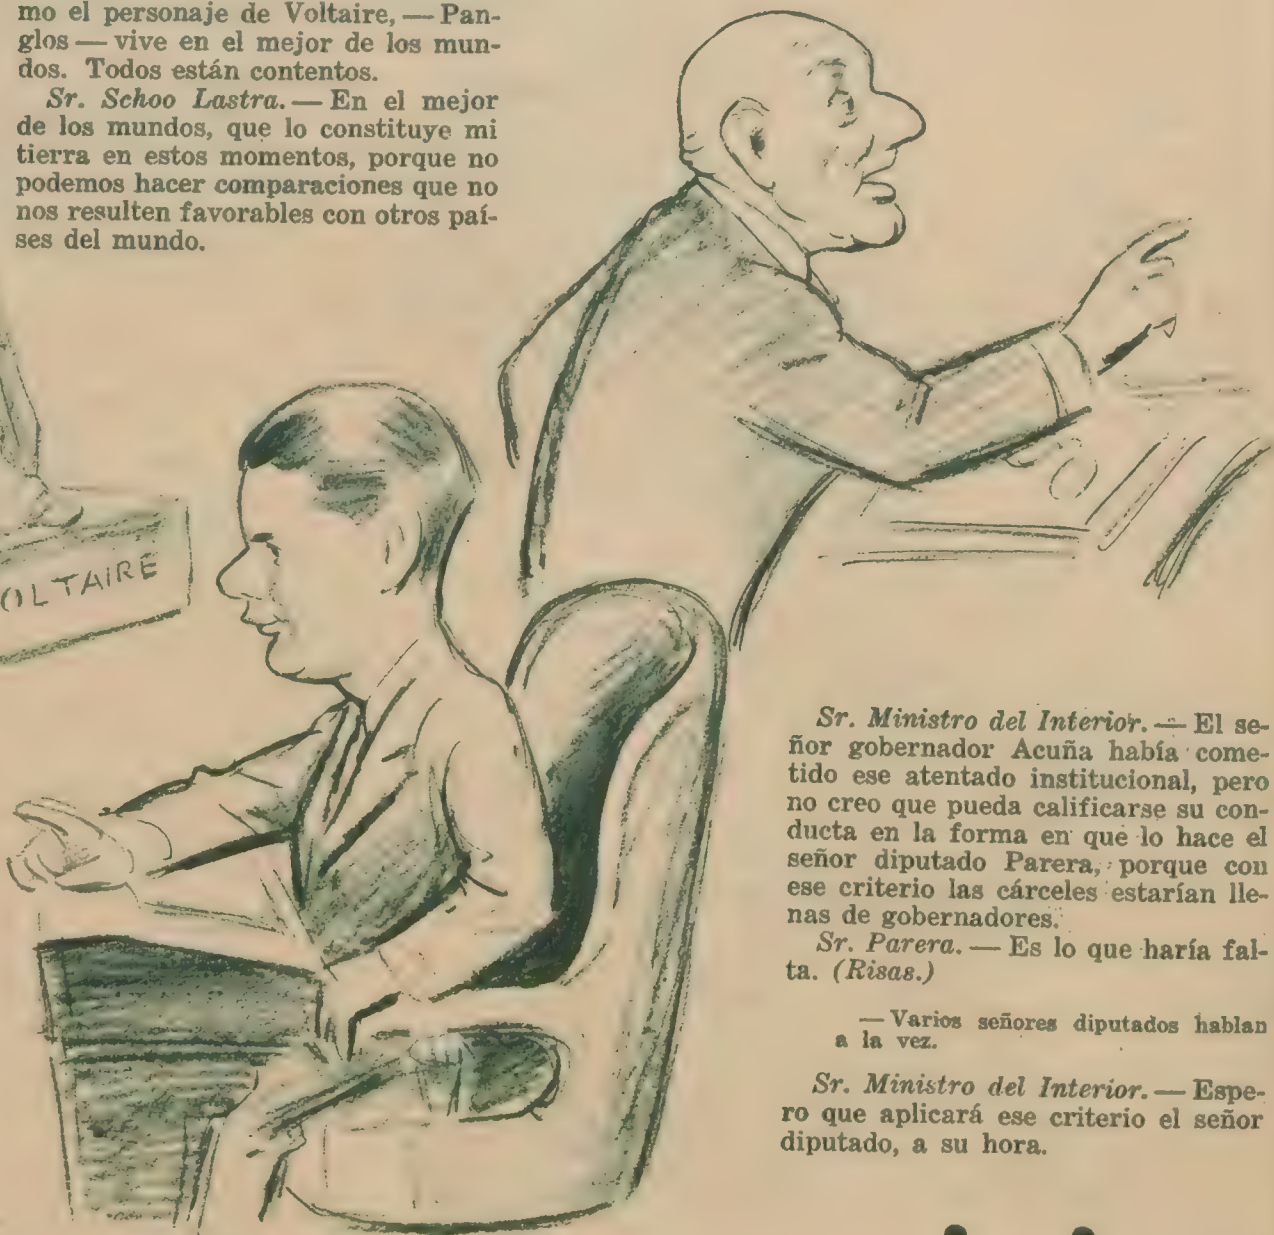 mo el personaje de Voltaire, — Pan-
glos — vive en el mejor de los mun-
dos. Todos están contentos.
Sr. Schoo Lastra. — En el mejor
de los mundos, que lo constituye mi
tierra en estos momentos, porque no
podemos hacer comparaciones que no
nos resulten favorables con otros paí-
ses del mundo.
OLTAIRE
Sr. Ministro del Interior. — El se-
ñor gobernador Acuña había come-
tido ese atentado institucional, pero
no creo que pueda calificarse su con-
ducta en la forma en que lo hace el
señor diputado Parera, porque con
ese criterio las cárceles estarían lle-
nas de gobernadores.
Sr. Parera. — Es lo que haría fal-
ta. (Risas.)
— Varios señores diputados hablan
a la vez.
Sr. Ministro del Interior. — Espe-
ro que aplicará ese criterio el señor
diputado, a su hora.